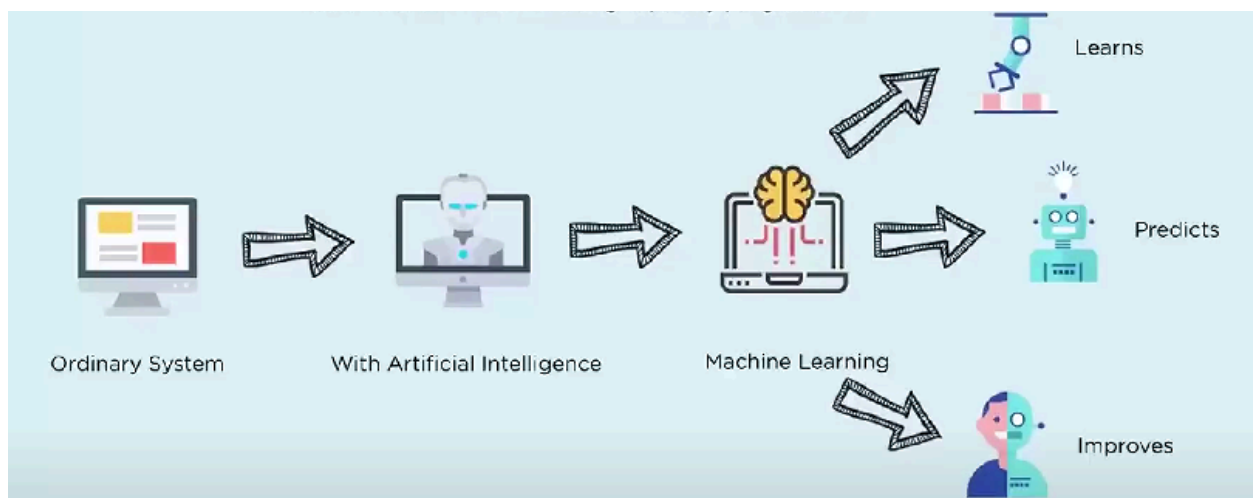 Learns
Predicts
Ordinary System
With Artificial Intelligence
Machine Learning
Improves